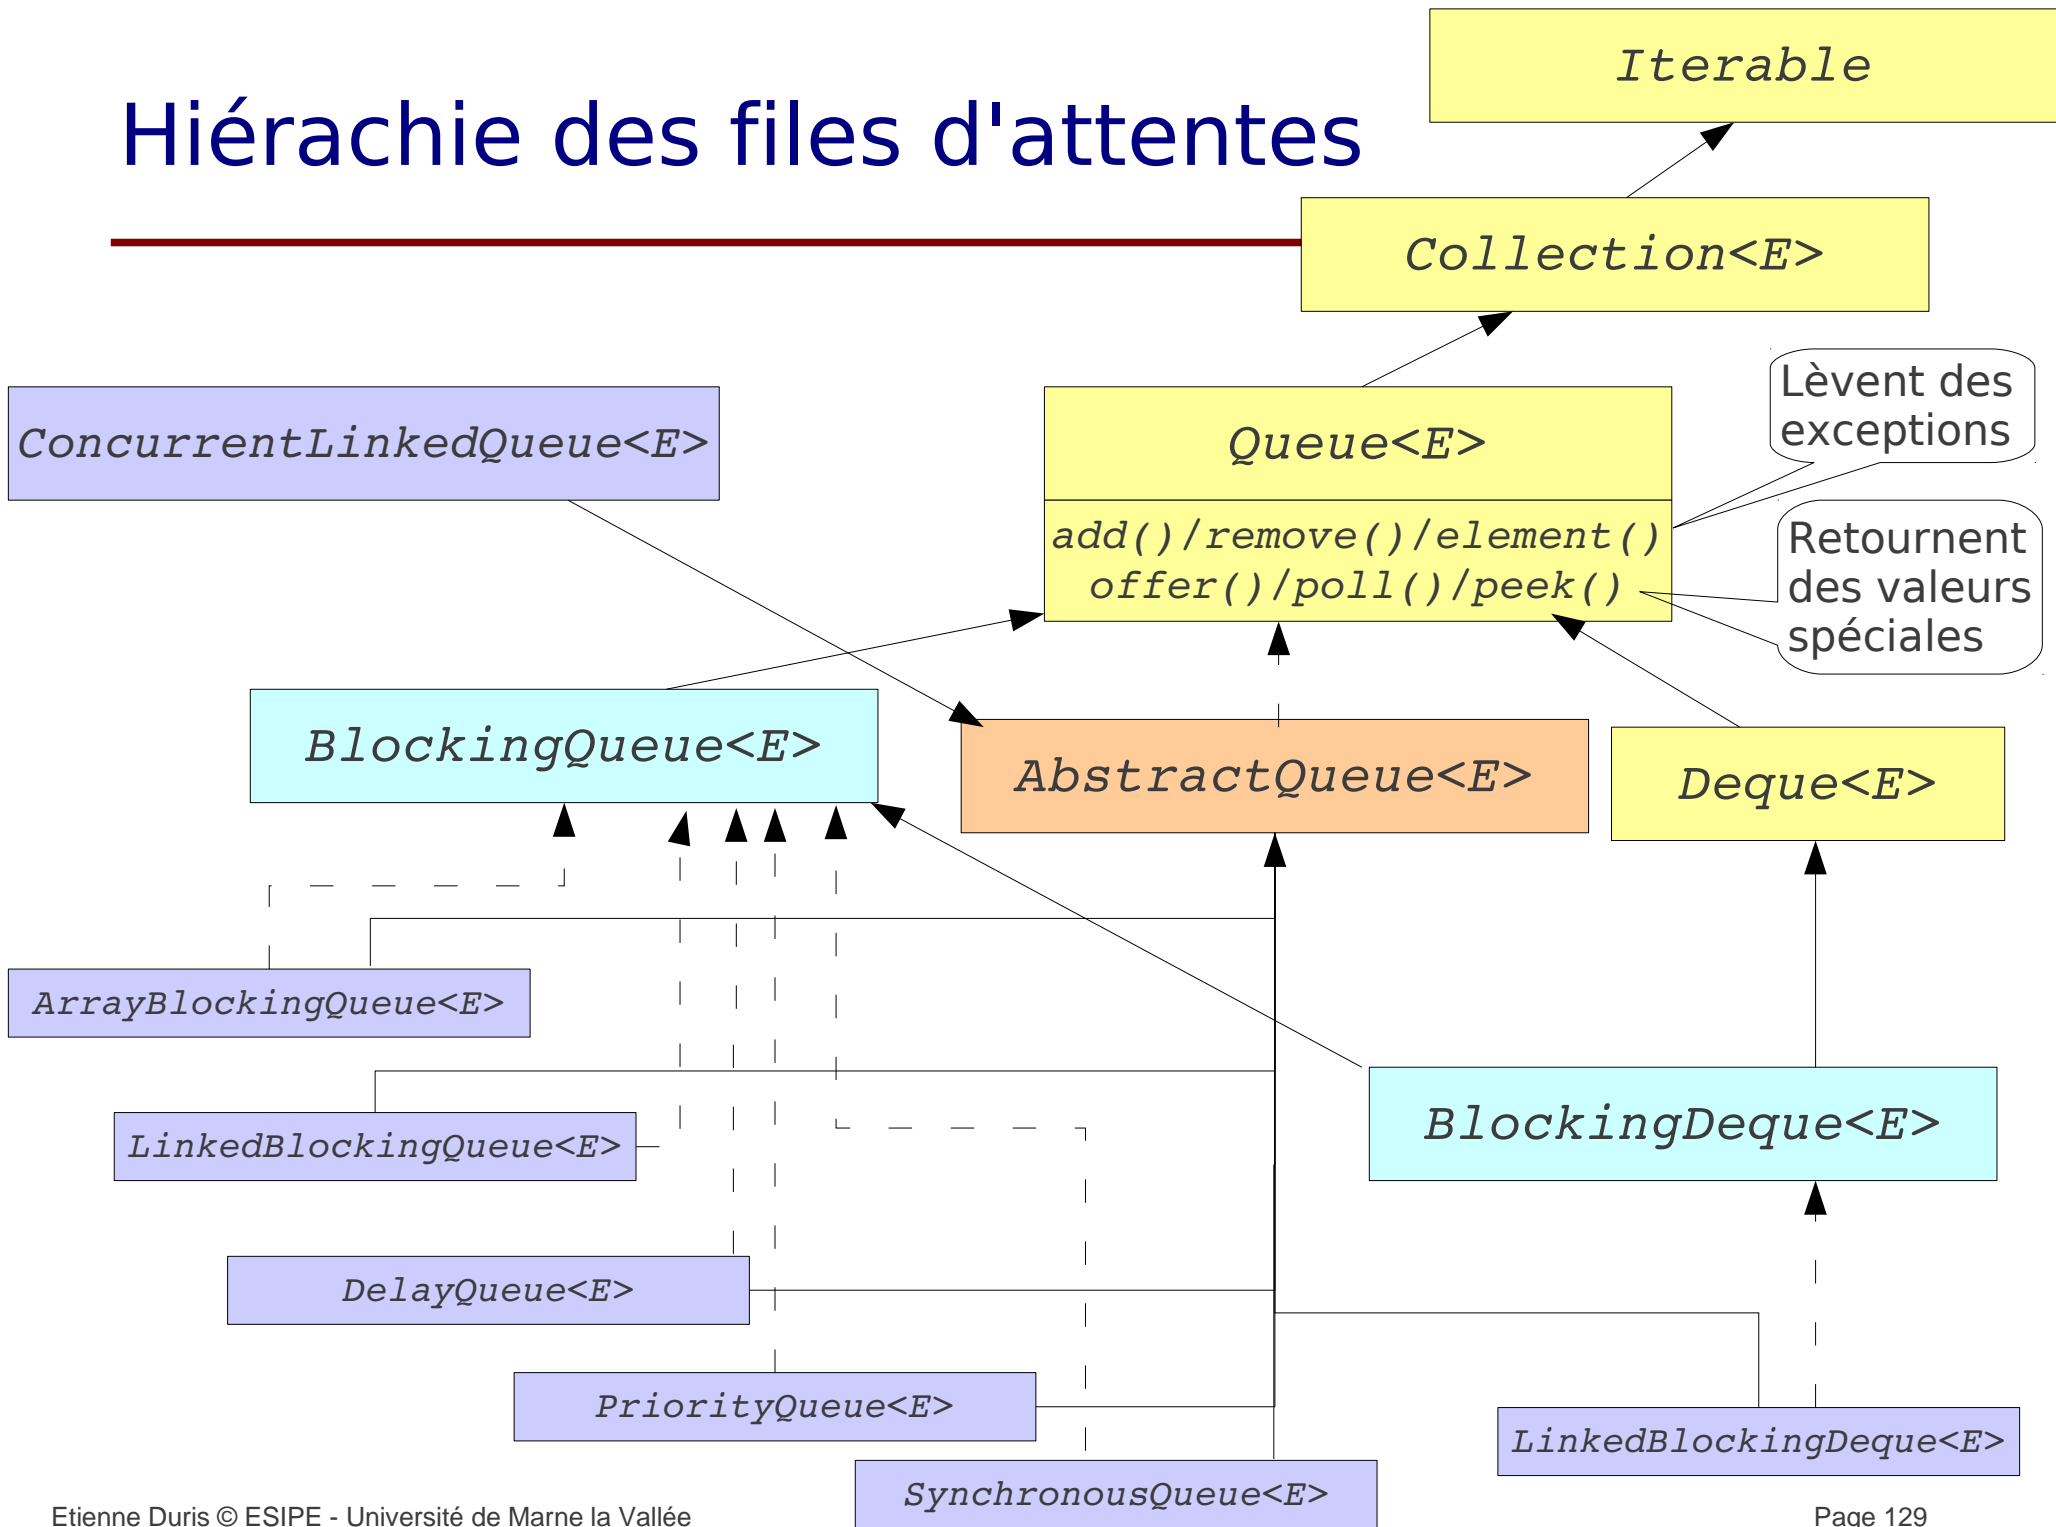 Iterable
Hiérachie des files d'attentes
Collection<E>
Lèvent des
exceptions
ConcurrentLinkedQueue<E>
Queue<E>
add()/remove()/element()
offer()/poll()/peek()
Retournent
des valeurs
spéciales
BlockingQueue<E>
AbstractQueue<E>
Deque<E>
ArrayBlockingQueue<E>
LinkedBlockingQueue<E>
BlockingDeque<E>
DelayQueue<E>
PriorityQueue<E>
LinkedBlockingDeque<E>
SynchronousQueue<E>
Etienne Duris © ESIPE - Université de Marne la Vallée
Page 129